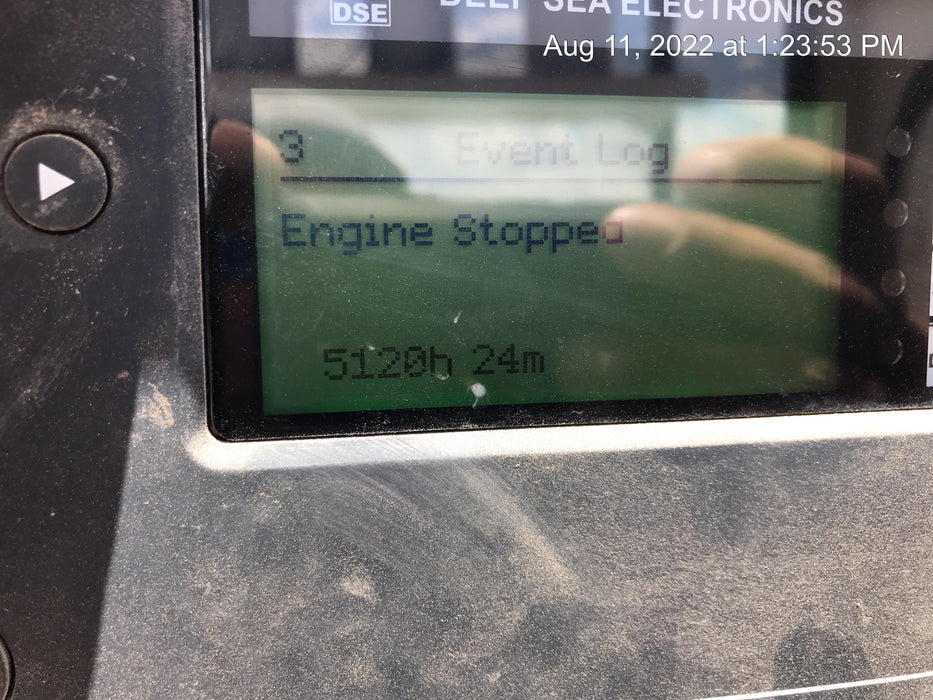 DSE DEEP SEA ELECTRONICS
Aug 11, 2022 at 1:23:53 PM
3 Event Log
Engine Stopped
5120h 24m